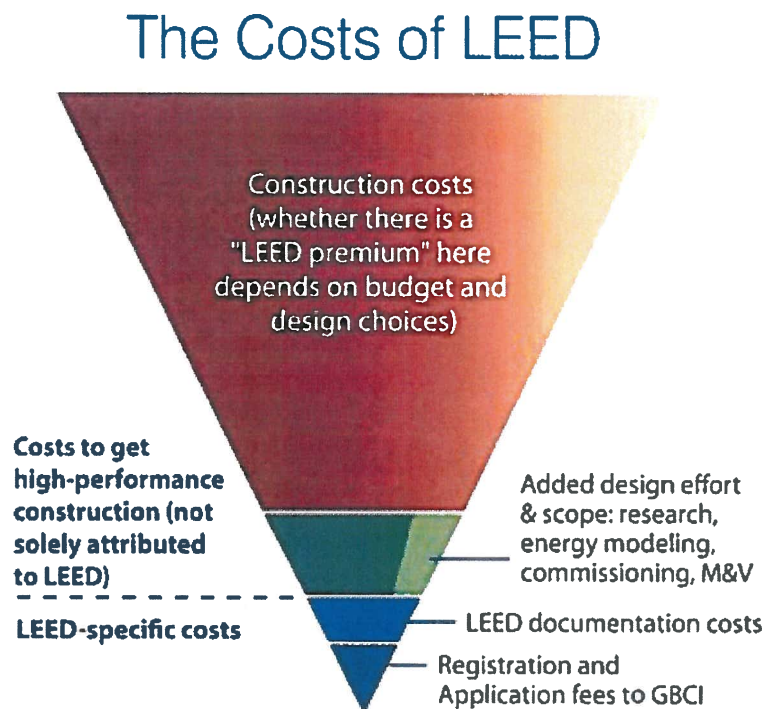 The Costs of LEED
Construction costs
(whether there is a
"LEED premium" here
depends on budget and
design choices)
Costs to get
high-performance
construction (not
solely attributed
to LEED)
Added design effort
& scope: research,
energy modeling,
commissioning, M&V
LEED-specific costs
LEED documentation costs
Registration and
Application fees to GBCI